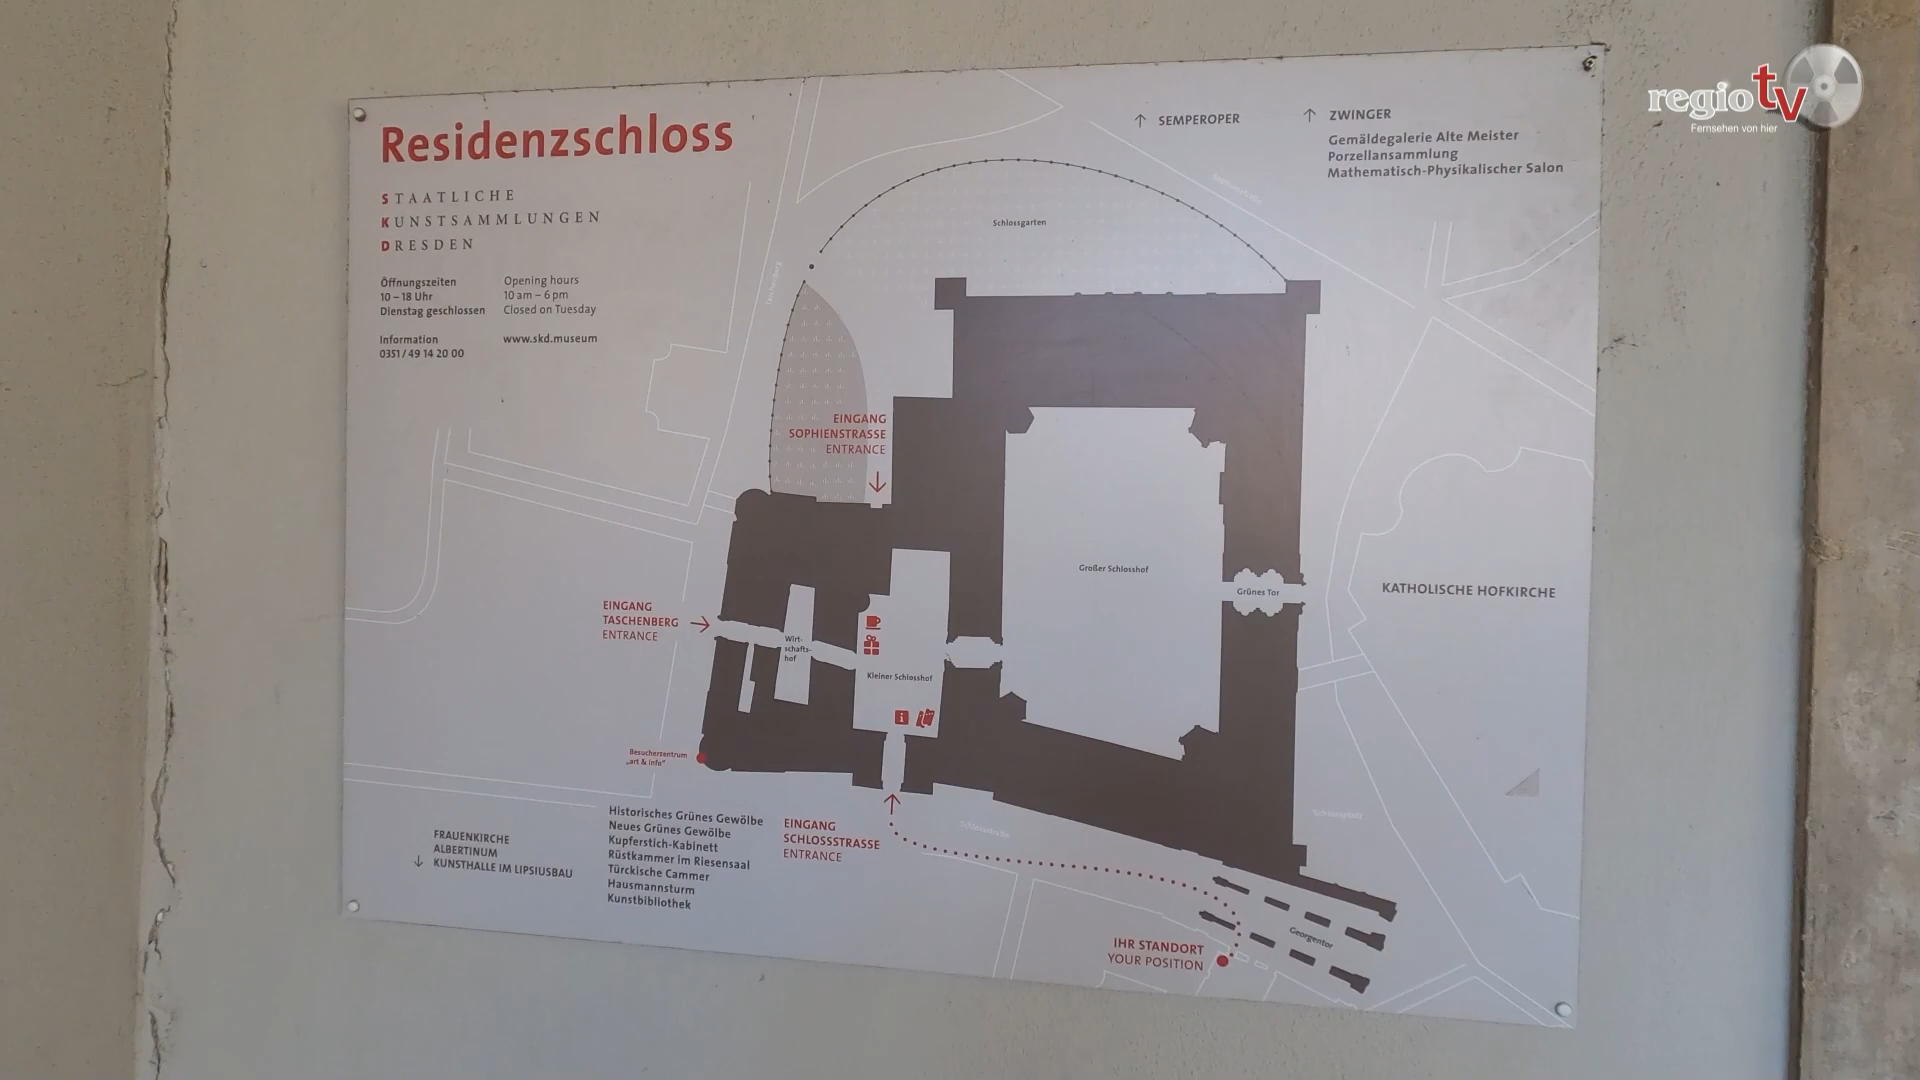 Residenzschloss
STAATLICHE
KUNSTSAMMLUNGEN
DRESDEN
Öffnungszeiten
10 – 18 Uhr
Dienstag geschlossen
Opening hours
10 am – 6 pm
Closed on Tuesday
Information
0351 / 49 14 20 00
www.skd.museum
↑ SEMPEROPER
↑ ZWINGER
Gemäldegalerie Alte Meister
Porzellansammlung
Mathematisch-Physikalischer Salon
regio tv
Fernsehen von hier
Schlossgarten
Taschenberg
Sophienstraße
EINGANG
SOPHIENSTRASSE
ENTRANCE
Großer Schlosshof
Grünes Tor
KATHOLISCHE HOFKIRCHE
EINGANG
TASCHENBERG
ENTRANCE
Wirt-
schafts-
hof
Kleiner Schlosshof
i
Besucherzentrum
„art & info“
Schlossplatz
Schlossstraße
Historisches Grünes Gewölbe
Neues Grünes Gewölbe
Kupferstich-Kabinett
Rüstkammer im Riesensaal
Türckische Cammer
Hausmannsturm
Kunstbibliothek
EINGANG
SCHLOSSSTRASSE
ENTRANCE
FRAUENKIRCHE
ALBERTINUM
↓ KUNSTHALLE IM LIPSIUSBAU
Georgentor
IHR STANDORT
YOUR POSITION